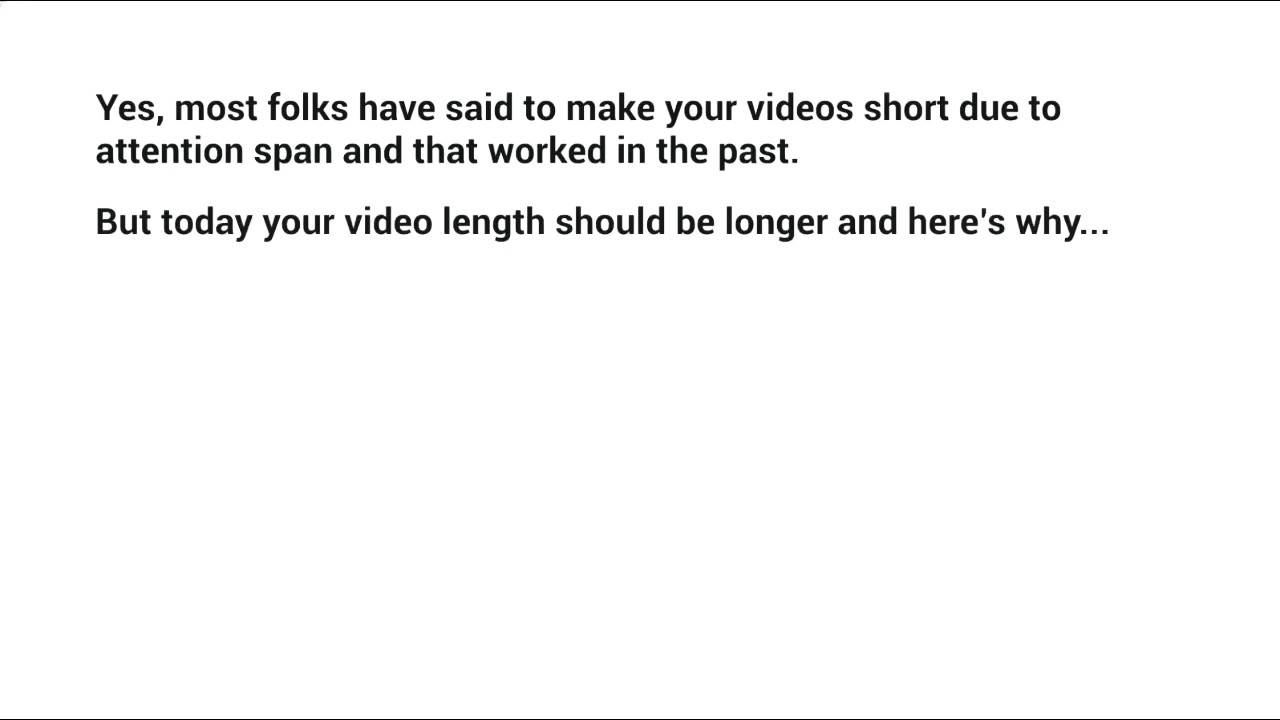 Yes, most folks have said to make your videos short due to
attention span and that worked in the past.
But today your video length should be longer and here's why...